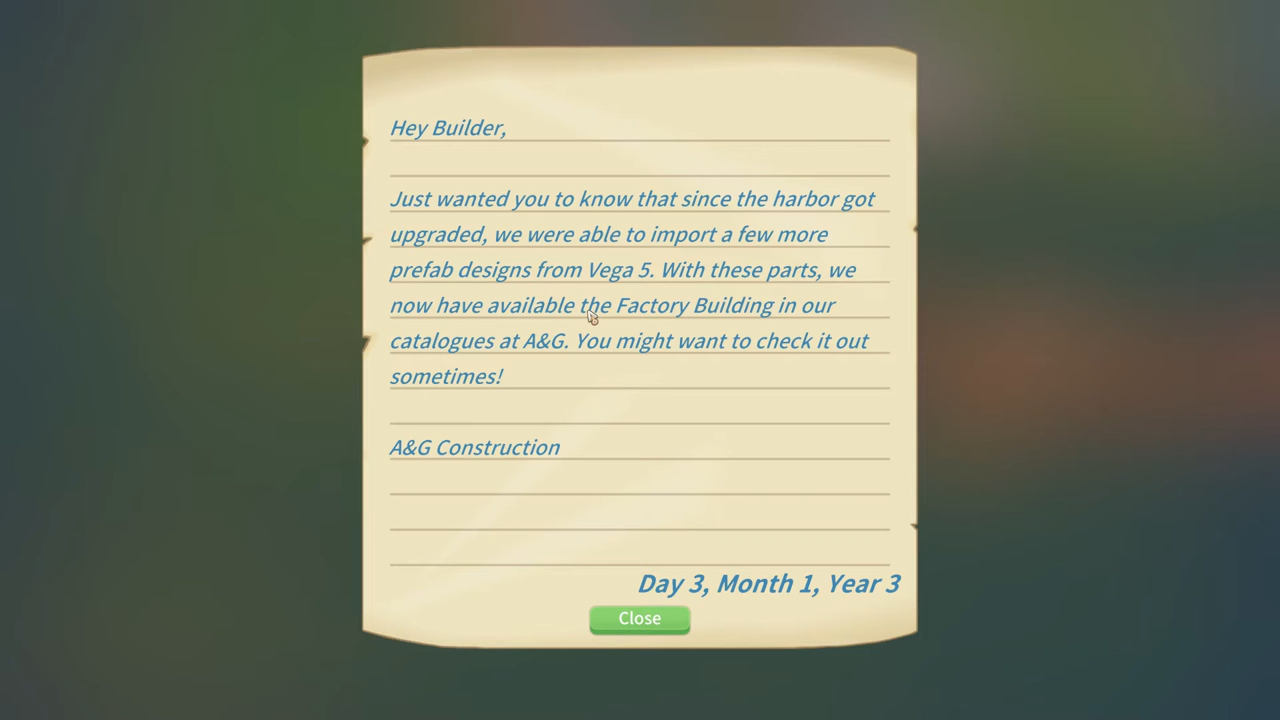 Hey Builder,
Just wanted you to know that since the harbor got
upgraded, we were able to import a few more
prefab designs from Vega 5. With these parts, we
now have available the Factory Building in our
catalogues at A&G. You might want to check it out
sometimes!
A&G Construction
Day 3, Month 1, Year 3
Close